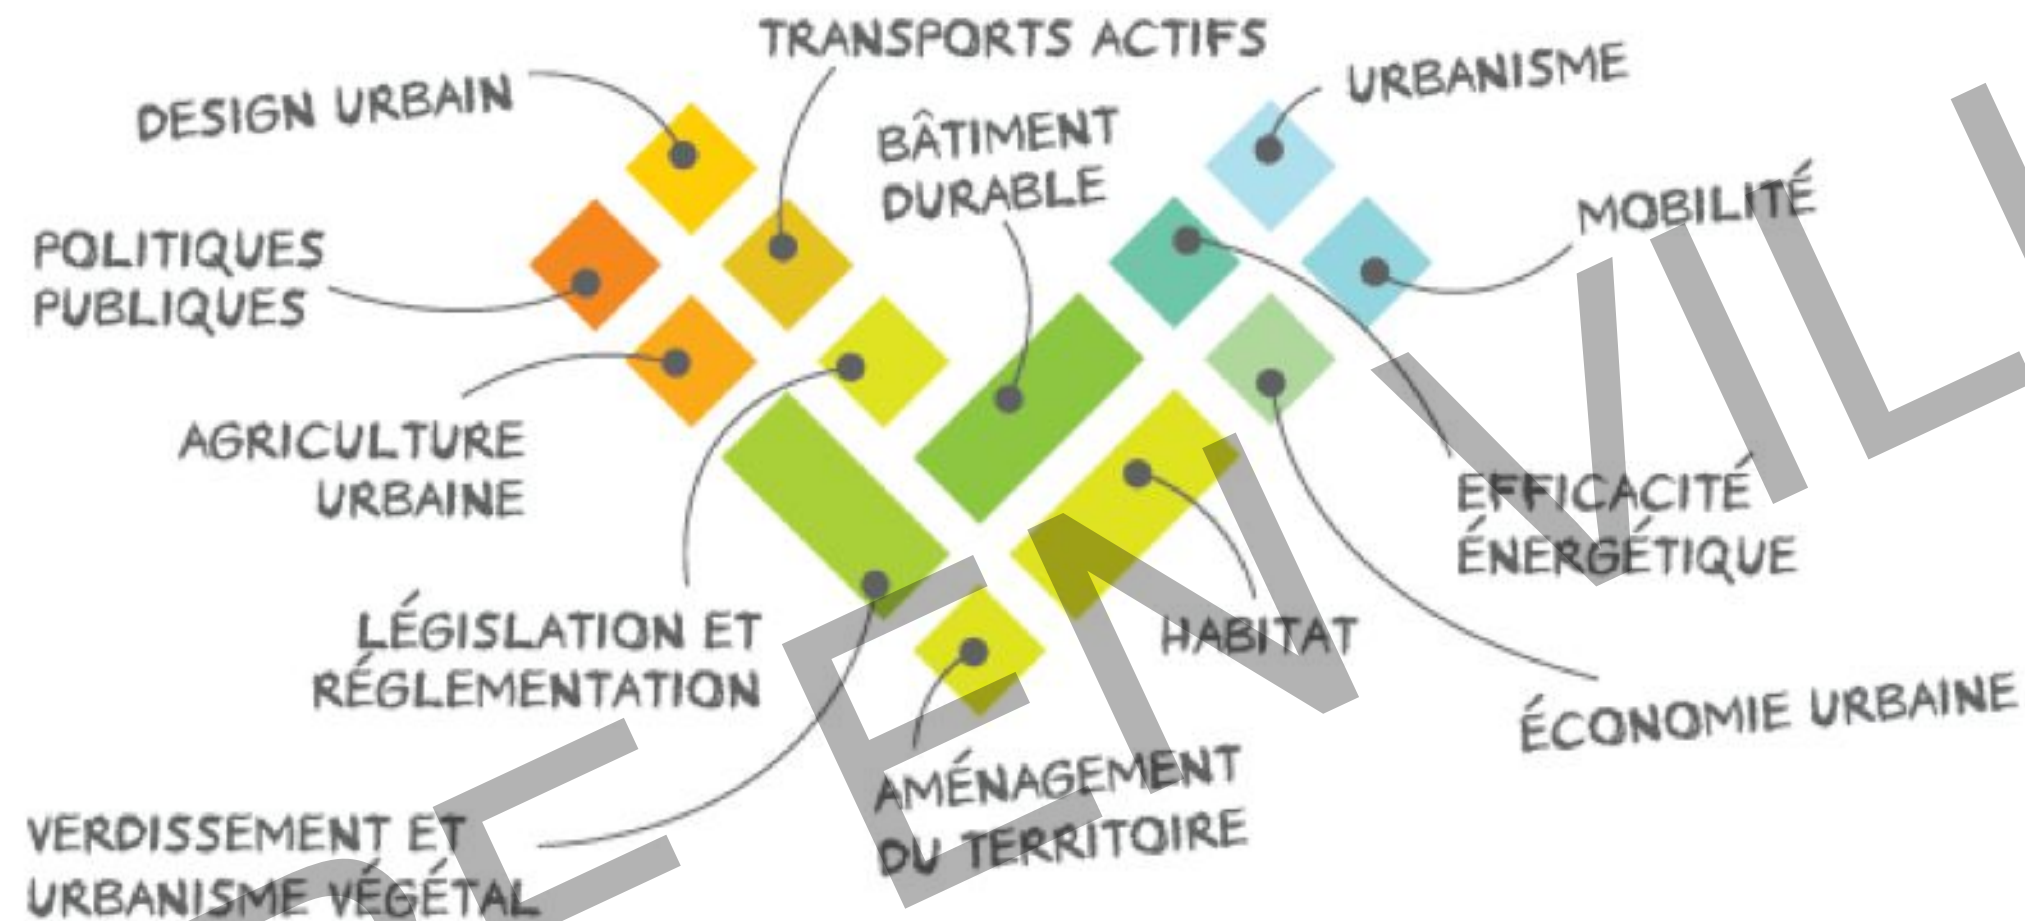 TRANSPORTS ACTIFS
DESIGN URBAIN
URBANISME
BÂTIMENT
DURABLE
MOBILITÉ
POLITIQUES
PUBLIQUES
AGRICULTURE
URBAINE
EFFICACITÉ
ÉNERGÉTIQUE
LÉGISLATION ET
RÉGLEMENTATION
HABITAT
ÉCONOMIE URBAINE
AMÉNAGEMENT
DU TERRITOIRE
VERDISSEMENT ET
URBANISME VÉGÉTAL
EN